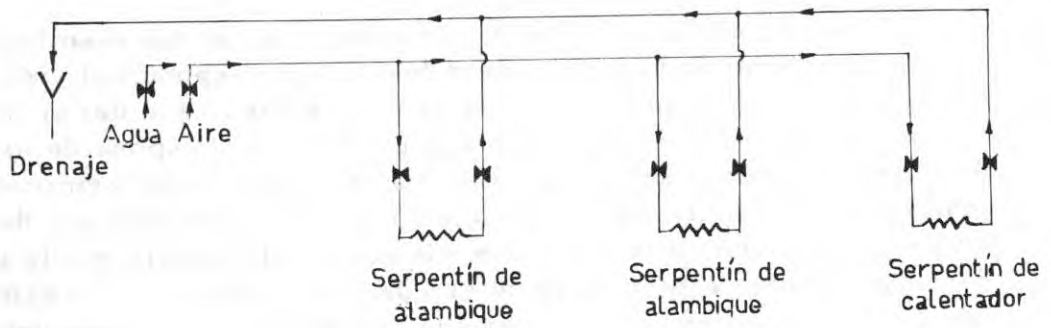 Agua Aire
Drenaje
Serpentín de
alambique
Serpentín de
alambique
Serpentín de
calentador